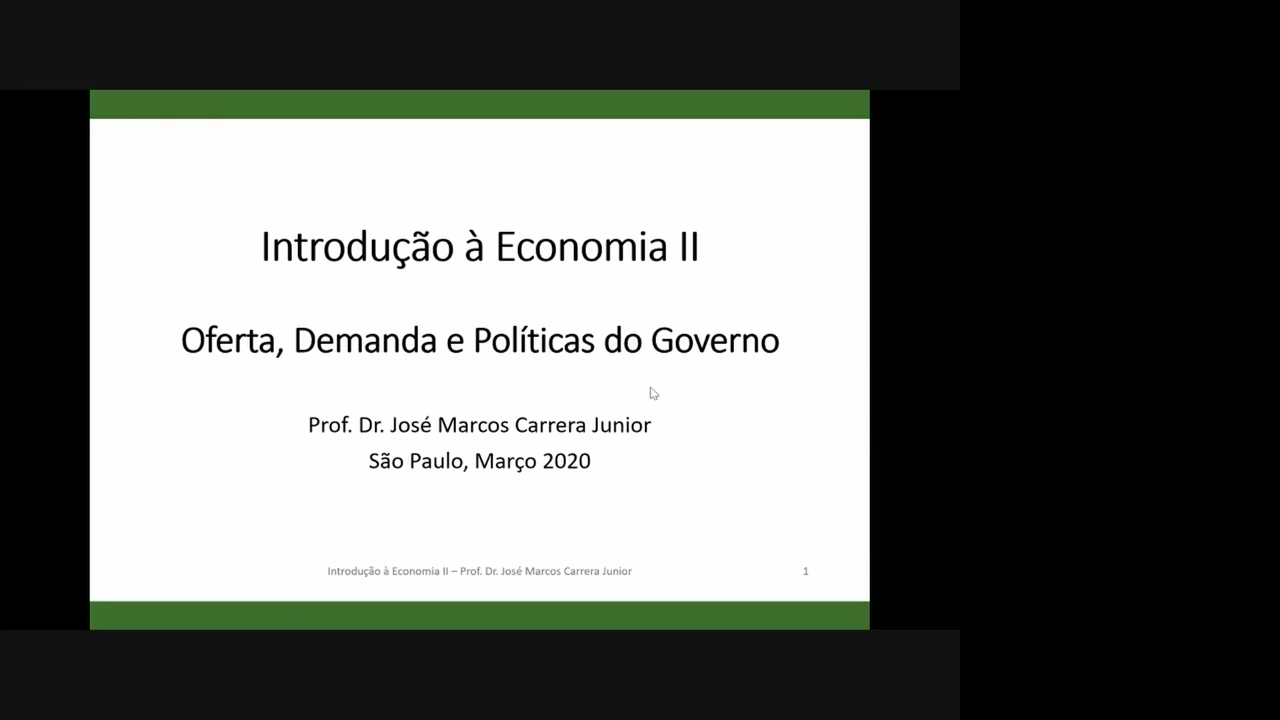 Introdução à Economia II
Oferta, Demanda e Políticas do Governo
Prof. Dr. José Marcos Carrera Junior
São Paulo, Março 2020
Introdução à Economia II – Prof. Dr. José Marcos Carrera Junior
1